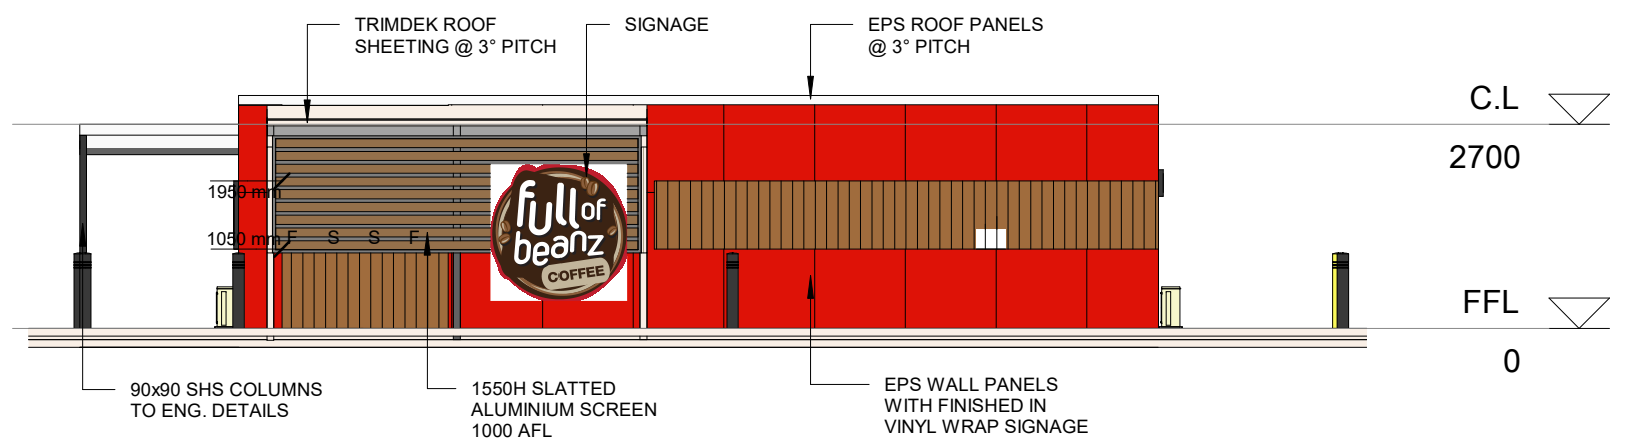 TRIMDEK ROOF
SHEETING @ 3° PITCH
SIGNAGE
EPS ROOF PANELS
@ 3° PITCH
C.L
2700
1950 mm
1050 mm
F S S F
full of
beanz
COFFEE
FFL
0
90x90 SHS COLUMNS
TO ENG. DETAILS
1550H SLATTED
ALUMINIUM SCREEN
1000 AFL
EPS WALL PANELS
WITH FINISHED IN
VINYL WRAP SIGNAGE